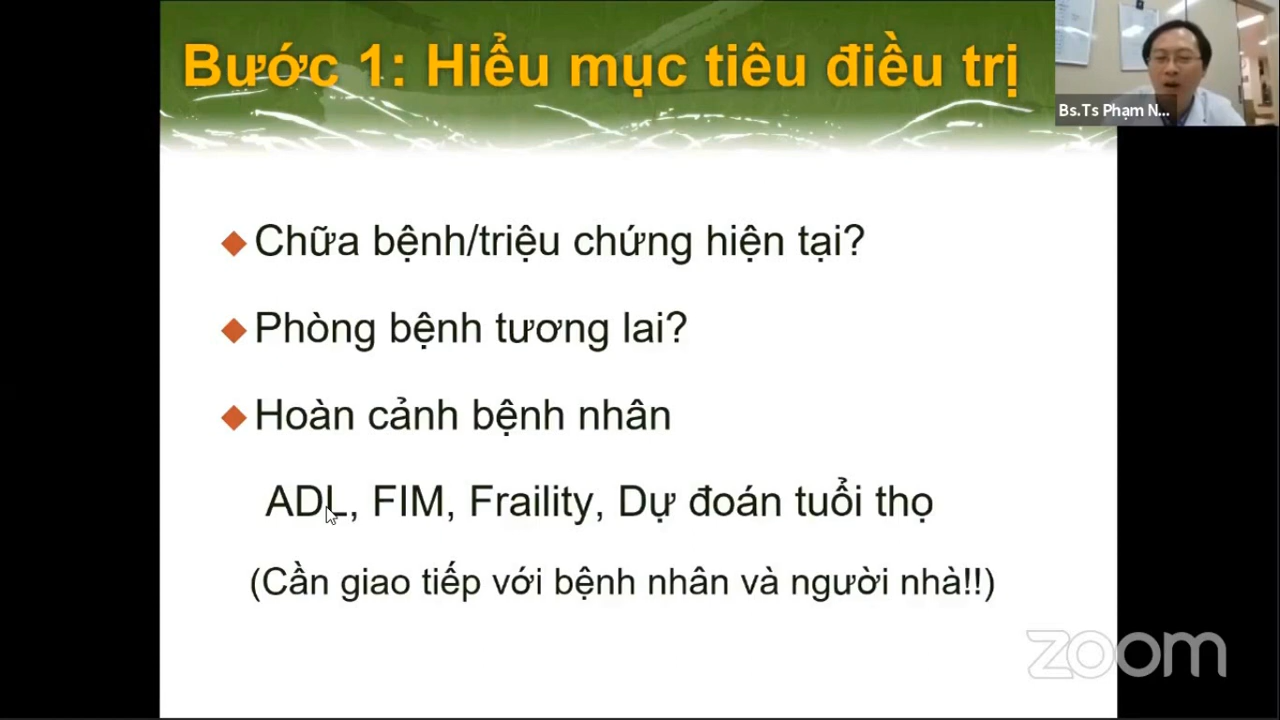 Bước 1: Hiểu mục tiêu điều trị
Bs.Ts Phạm N...
Chữa bệnh/triệu chứng hiện tại?
Phòng bệnh tương lai?
Hoàn cảnh bệnh nhân
ADL, FIM, Fraility, Dự đoán tuổi thọ
(Cần giao tiếp với bệnh nhân và người nhà!!)
zoom